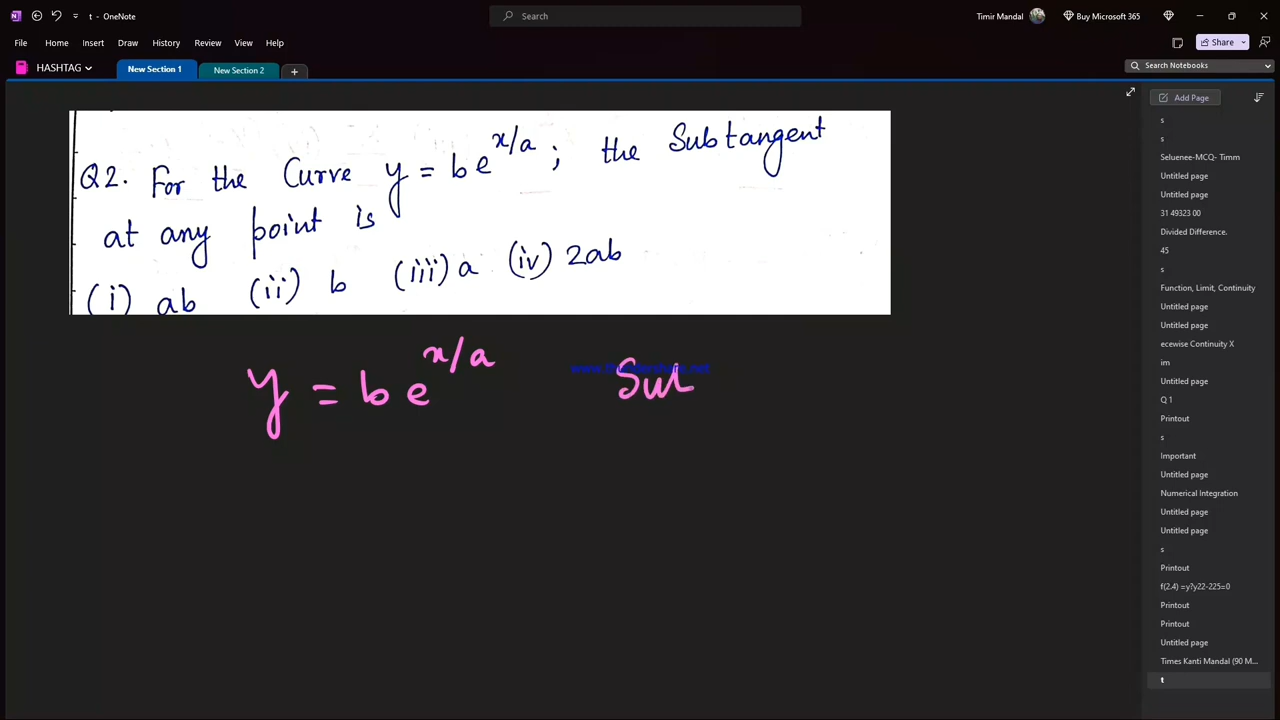 t - OneNote
Search
Timir Mandal
Buy Microsoft 365
File Home Insert Draw History Review View Help
Share
HASHTAG
New Section 1
New Section 2
+
Search Notebooks
Add Page
Q2. For the Curve y = be^x/a ; the Subtangent
at any point is
(i) ab (ii) b (iii) a (iv) 2ab
y = b e^x/a
Sul
www.thundershare.net
s
s
Seluenee-MCQ- Timm
Untitled page
Untitled page
31 49323 00
Divided Difference.
45
s
Function, Limit, Continuity
Untitled page
Untitled page
ecewise Continuity X
im
Untitled page
Q 1
Printout
s
Important
Untitled page
Numerical Integration
Untitled page
Untitled page
s
Printout
f(2.4) =y?y22-225=0
Printout
Printout
Untitled page
Times Kanti Mandal (90 M...
t